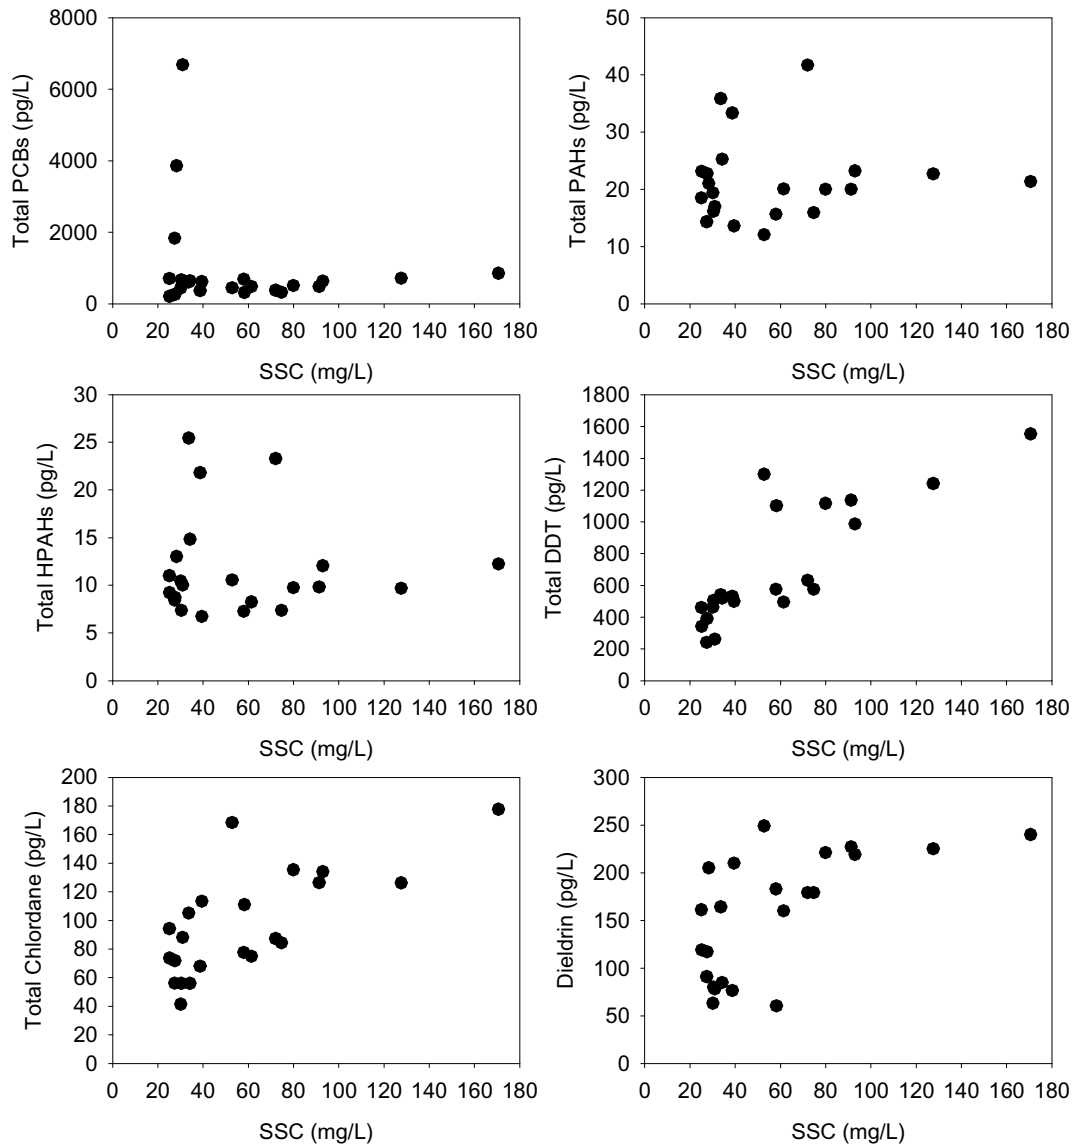 Total PCBs (pg/L)
8000
6000
4000
2000
0
0 20 40 60 80 100 120 140 160 180
SSC (mg/L)
Total PAHs (pg/L)
50
40
30
20
10
0
0 20 40 60 80 100 120 140 160 180
SSC (mg/L)
Total HPAHs (pg/L)
30
25
20
15
10
5
0
0 20 40 60 80 100 120 140 160 180
SSC (mg/L)
Total DDT (pg/L)
1800
1600
1400
1200
1000
800
600
400
200
0
0 20 40 60 80 100 120 140 160 180
SSC (mg/L)
Total Chlordane (pg/L)
200
180
160
140
120
100
80
60
40
20
0
0 20 40 60 80 100 120 140 160 180
SSC (mg/L)
Dieldrin (pg/L)
300
250
200
150
100
50
0
0 20 40 60 80 100 120 140 160 180
SSC (mg/L)